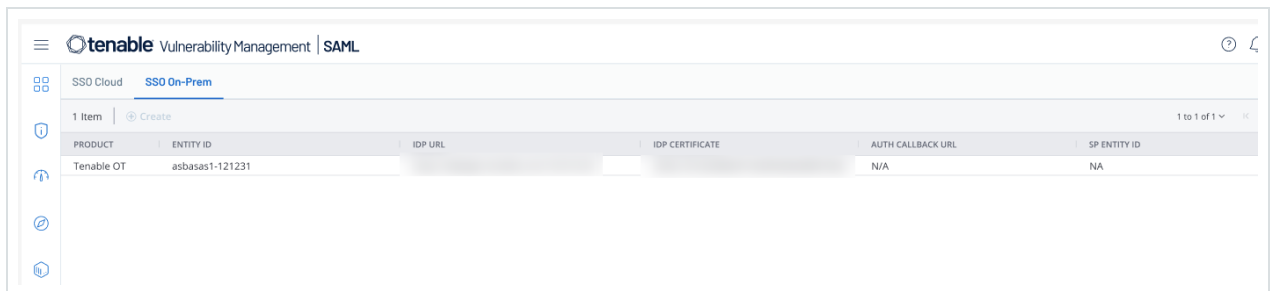 tenable Vulnerability Management | SAML
SSO Cloud SSO On-Prem
1 Item Create 1 to 1 of 1
PRODUCT ENTITY ID IDP URL IDP CERTIFICATE AUTH CALLBACK URL SP ENTITY ID
Tenable OT asbasas1-121231 N/A NA